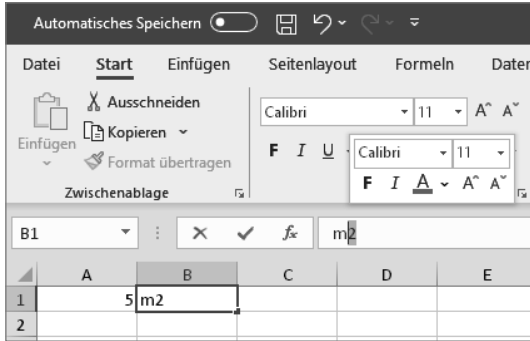 Automatisches Speichern
Datei Start Einfügen Seitenlayout Formeln Daten
Ausschneiden
Kopieren
Format übertragen
Einfügen
Zwischenablage
Calibri 11 A A
F I U
Calibri 11
F I A A A
B1 fx m2
A B C D E
1 5 m2
2